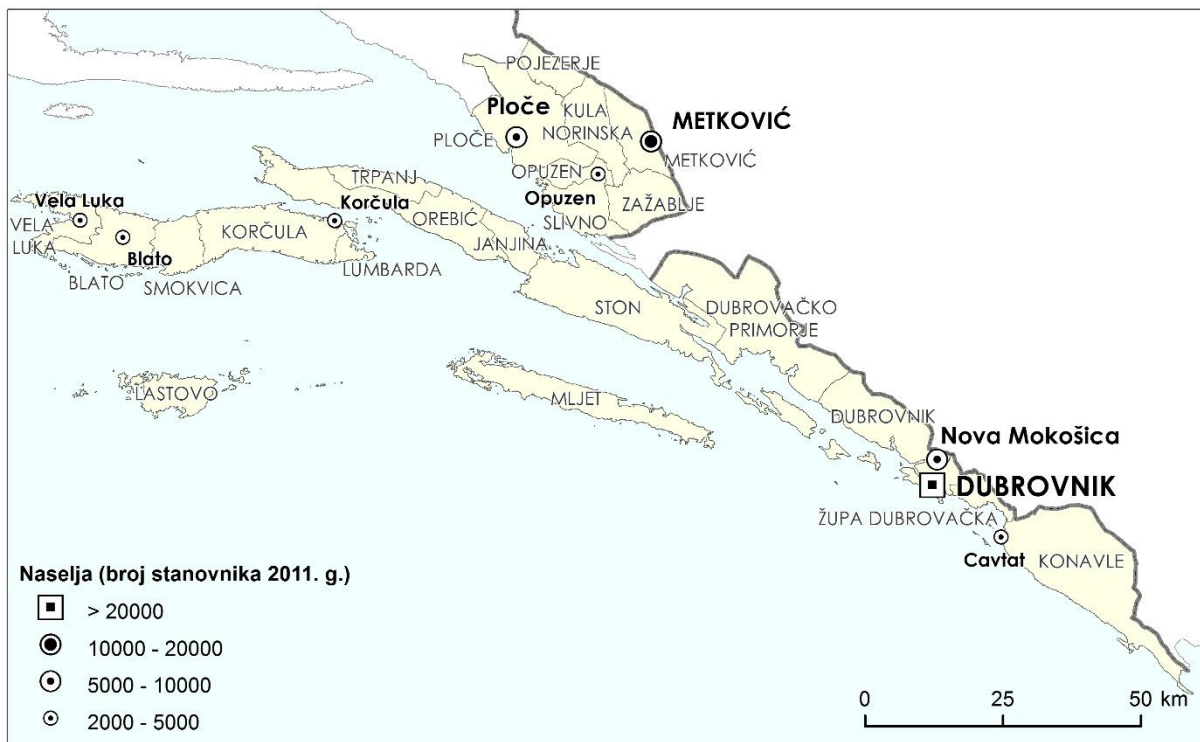 POJEZERJE
Ploče
KULA
NORINSKA
METKOVIĆ
PLOČE
METKOVIĆ
OPUZEN
TRPANJ
Opuzen
ZAŽABLJE
SLIVNO
Vela Luka
Korčula
VELA
LUKA
KORČULA
OREBIĆ
JANJINA
Blato
BLATO
SMOKVICA
LUMBARDA
STON
DUBROVAČKO
PRIMORJE
LASTOVO
MLJET
DUBROVNIK
Nova Mokošica
DUBROVNIK
ŽUPA DUBROVAČKA
Cavtat
KONAVLE
Naselja (broj stanovnika 2011. g.)
> 20000
10000 - 20000
5000 - 10000
2000 - 5000
0 25 50 km